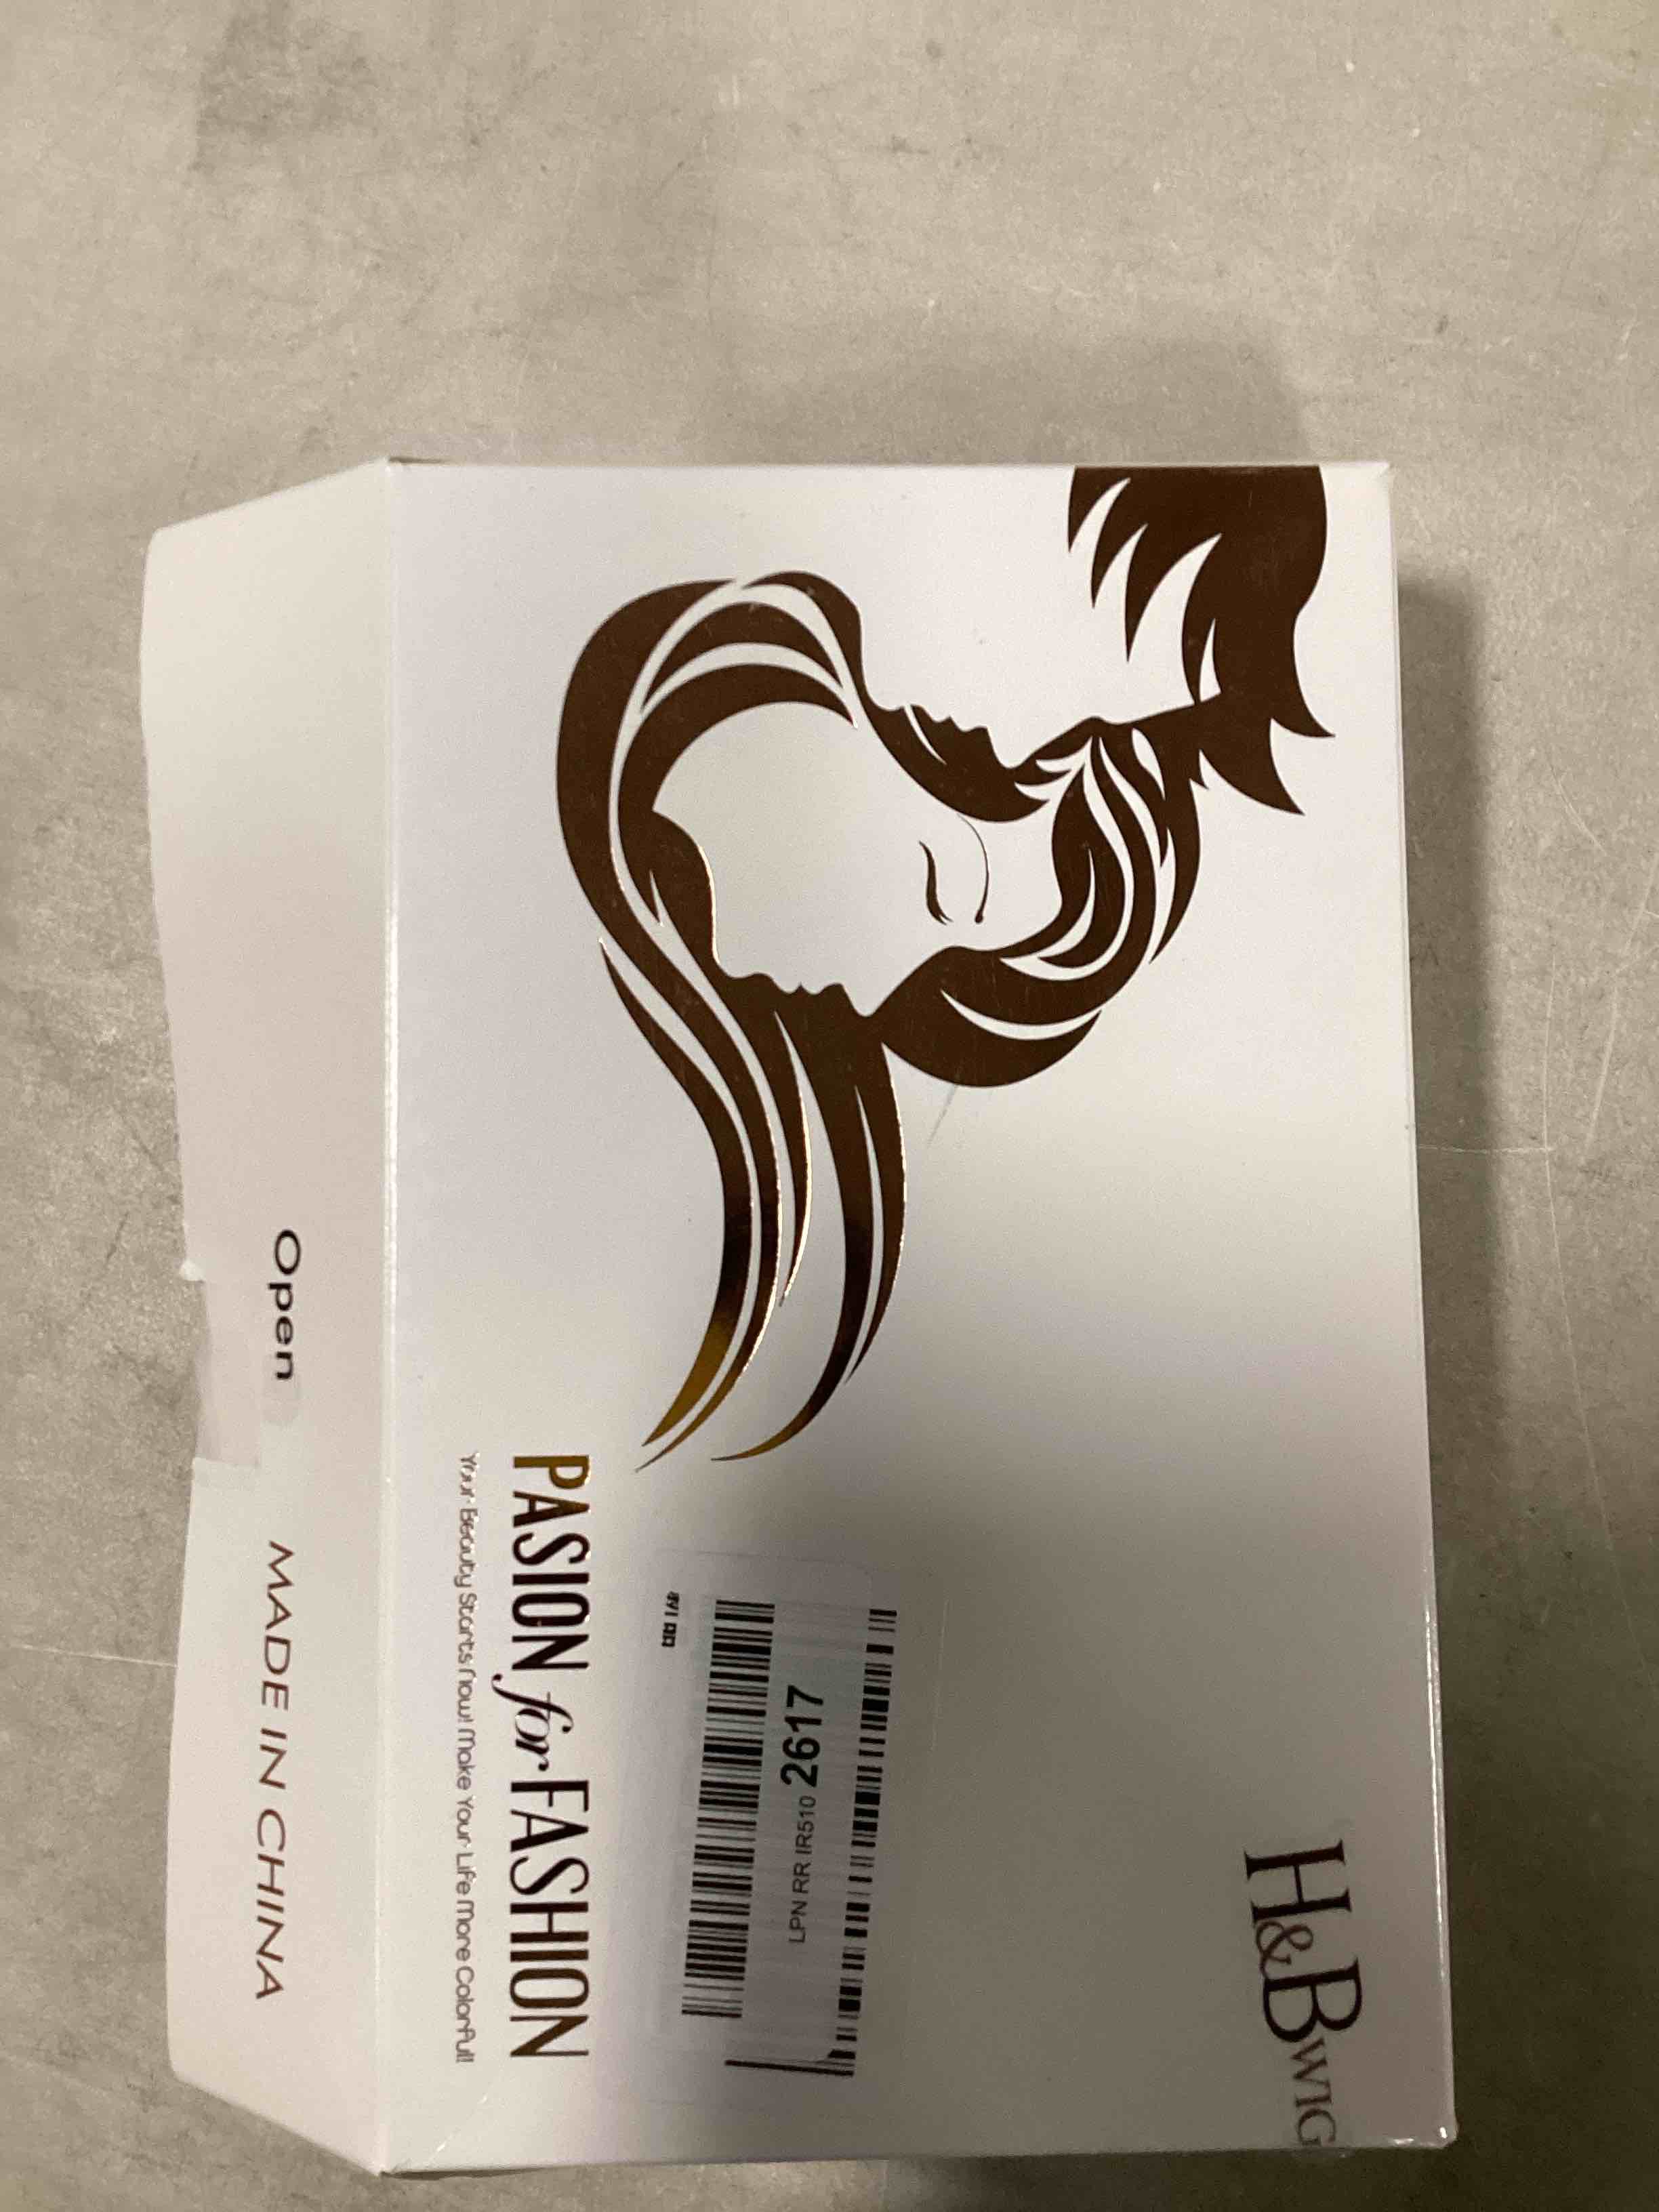 H&BWIG
LPN RR IR510 2617
PASION for FASHION
Your Beauty Starts Now! Make Your Life More Colorful!
Open MADE IN CHINA